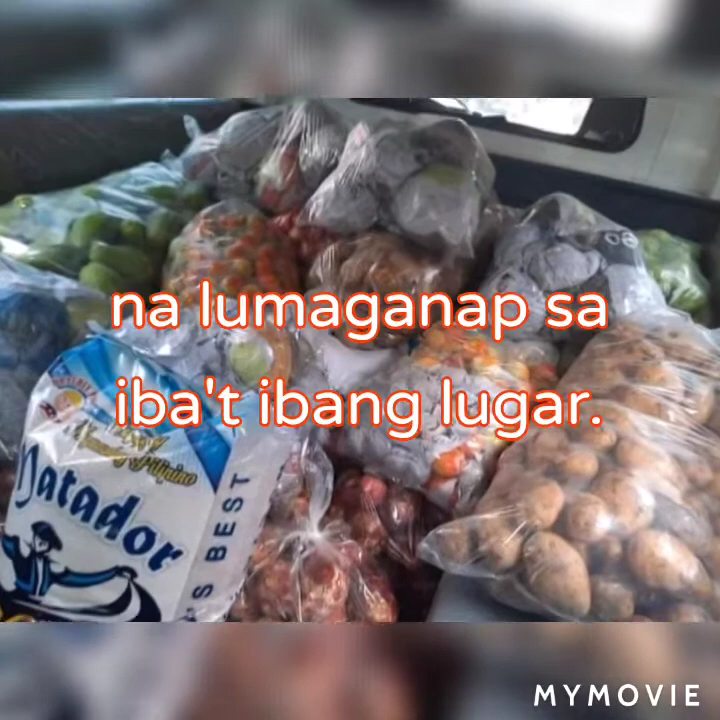 na lumaganap sa
iba't ibang lugar.
Matador
'S BEST
MYMOVIE